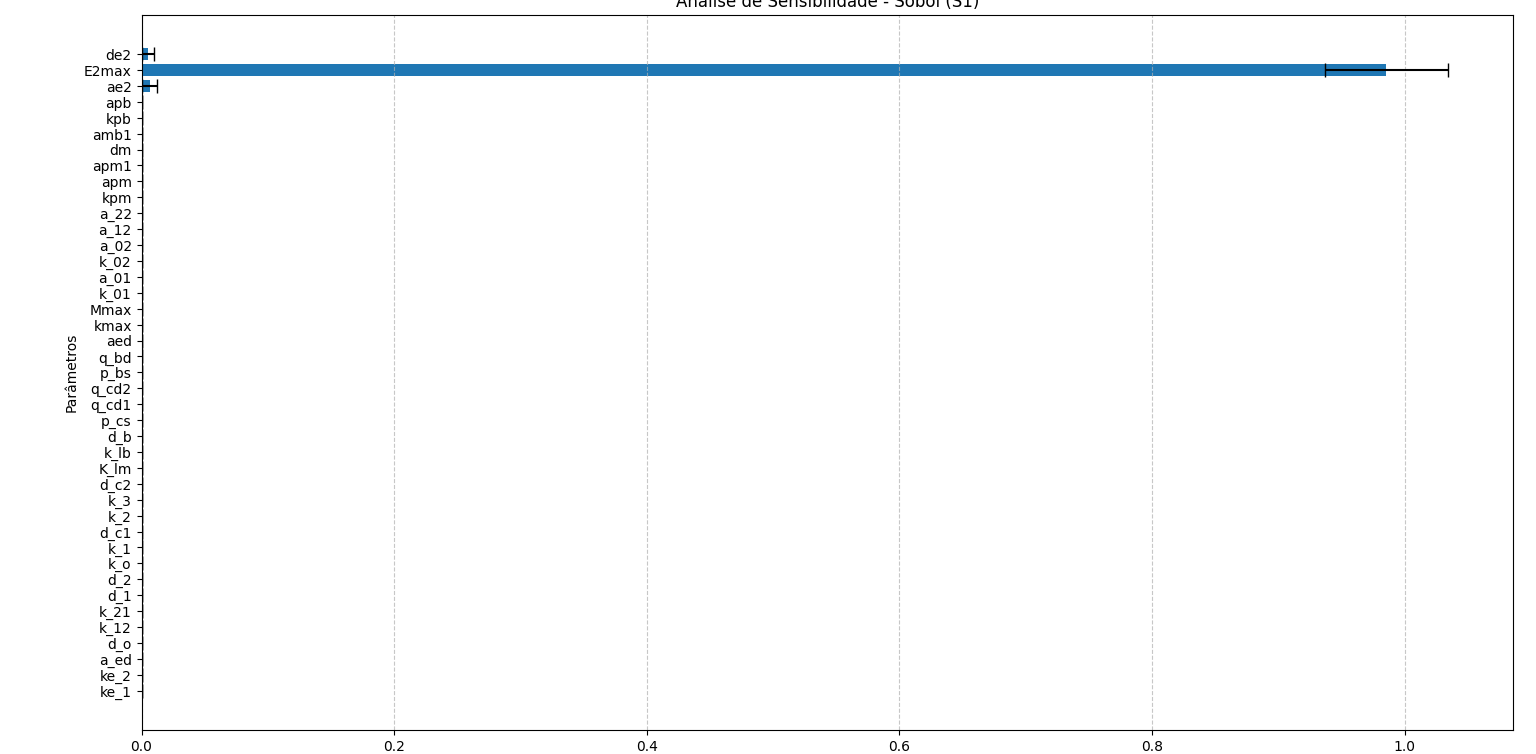 Análise de Sensibilidade - Sobol (S1)
de2
E2max
ae2
apb
kpb
amb1
dm
apm1
apm
kpm
a_22
a_12
a_02
k_02
a_01
k_01
Mmax
kmax
aed
q_bd
p_bs
q_cd2
q_cd1
p_cs
d_b
k_lb
K_lm
d_c2
k_3
k_2
d_c1
k_1
k_o
d_2
d_1
k_21
k_12
d_o
a_ed
ke_2
ke_1
Parâmetros
0.0 0.2 0.4 0.6 0.8 1.0